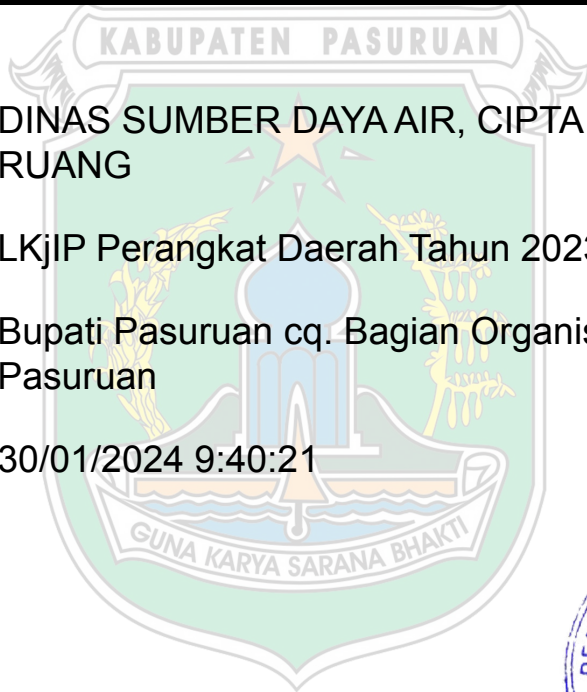 KABUPATEN PASURUAN
DINAS SUMBER DAYA AIR, CIPTA
RUANG
LKjIP Perangkat Daerah Tahun 2023
Bupati Pasuruan cq. Bagian Organis
Pasuruan
30/01/2024 9:40:21
GUNA KARYA SARANA BHAKTI